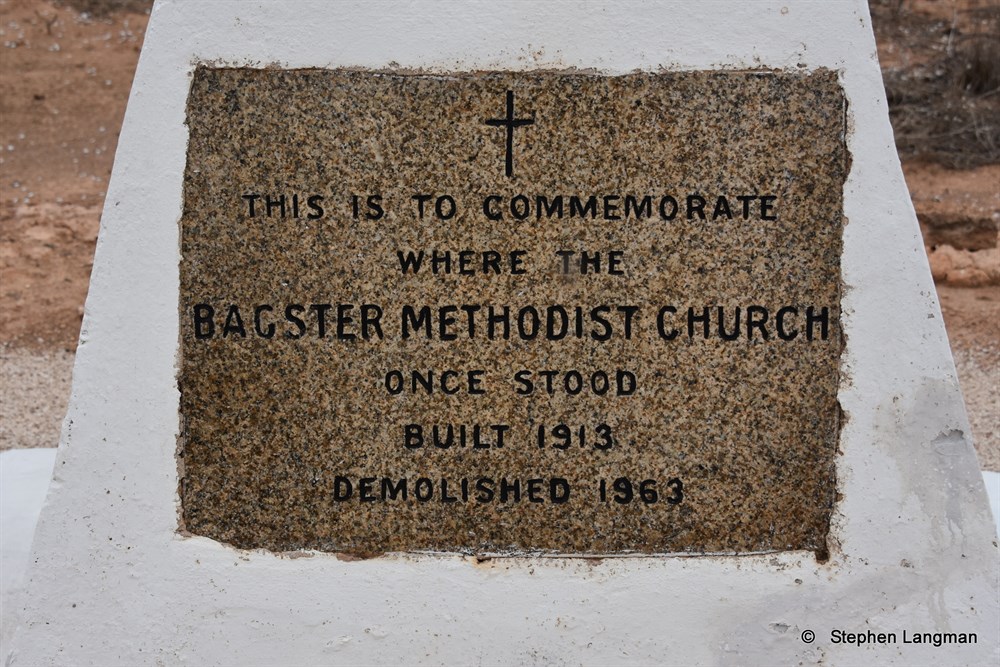 THIS IS TO COMMEMORATE
WHERE THE
BAGSTER METHODIST CHURCH
ONCE STOOD
BUILT 1913
DEMOLISHED 1963
© Stephen Langman